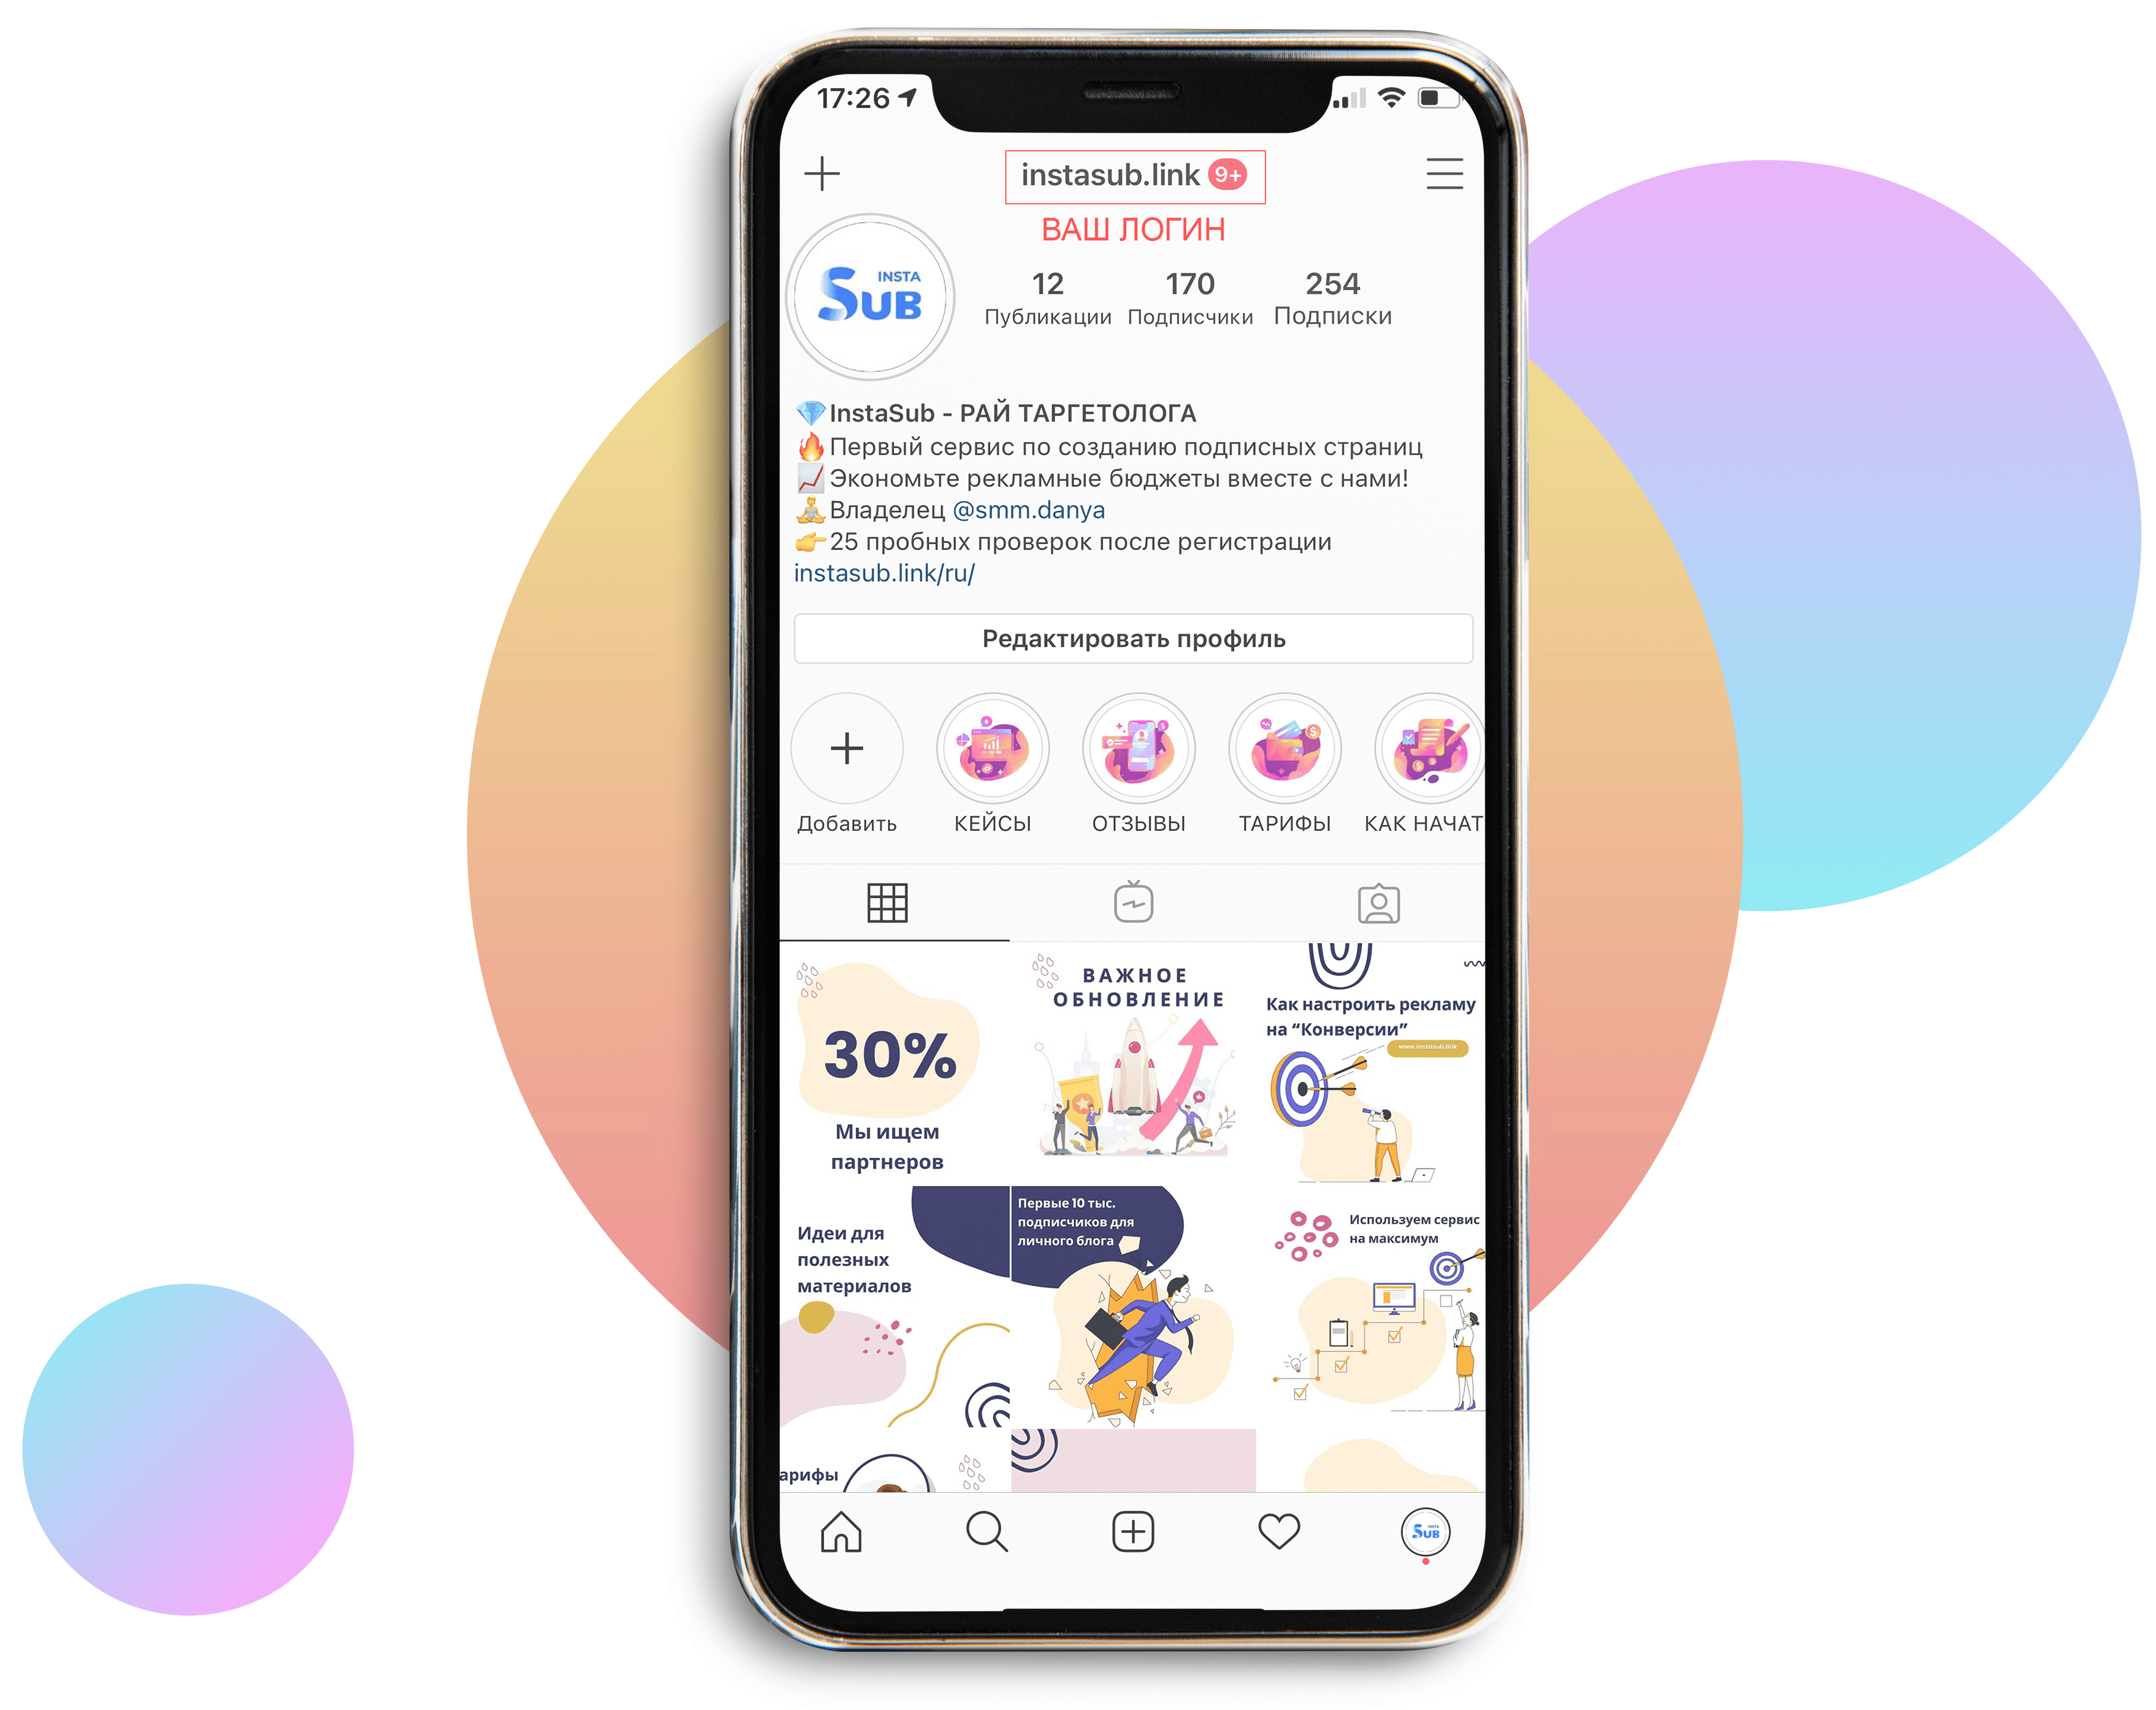 17:26
instasub.link 9+
ВАШ ЛОГИН
INSTA
SUB
12 170 254
Публикации Подписчики Подписки
InstaSub - РАЙ ТАРГЕТОЛОГА
Первый сервис по созданию подписных страниц
Экономьте рекламные бюджеты вместе с нами!
Владелец @smm.danya
25 пробных проверок после регистрации
instasub.link/ru/
Редактировать профиль
Добавить КЕЙСЫ ОТЗЫВЫ ТАРИФЫ КАК НАЧАТ
30%
Мы ищем
партнеров
ВАЖНОЕ
ОБНОВЛЕНИЕ
Как настроить рекламу
на “Конверсии”
www.instasub.link
Идеи для
полезных
материалов
Первые 10 тыс.
подписчиков для
личного блога
Используем сервис
на максимум
арифы
INSTA
SUB